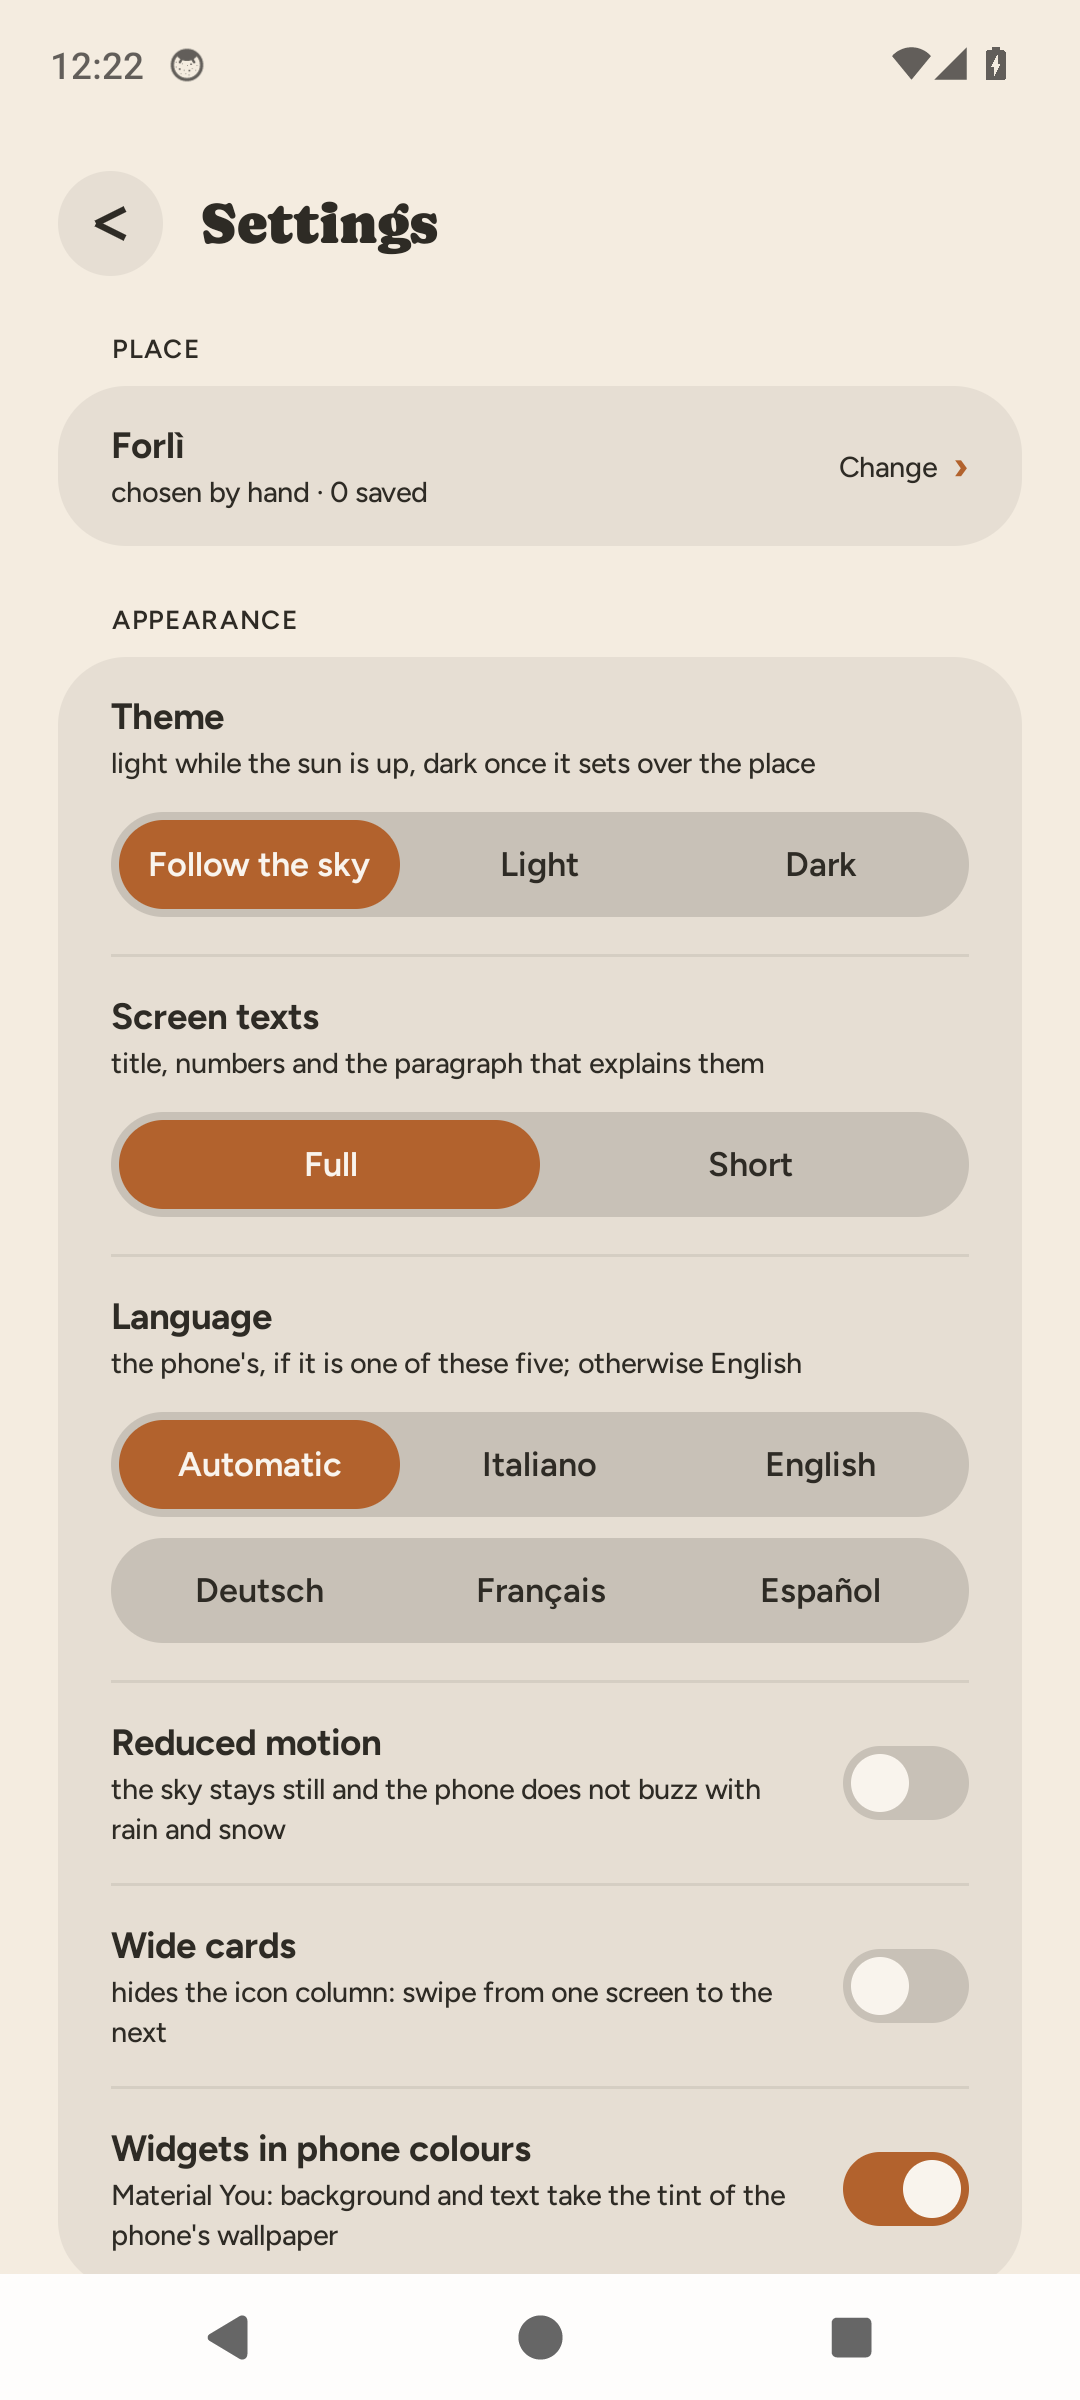 12:22
Settings
PLACE
Forlì
chosen by hand · 0 saved
Change ›
APPEARANCE
Theme
light while the sun is up, dark once it sets over the place
Follow the sky Light Dark
Screen texts
title, numbers and the paragraph that explains them
Full Short
Language
the phone's, if it is one of these five; otherwise English
Automatic Italiano English
Deutsch Français Español
Reduced motion
the sky stays still and the phone does not buzz with
rain and snow
Wide cards
hides the icon column: swipe from one screen to the
next
Widgets in phone colours
Material You: background and text take the tint of the
phone's wallpaper